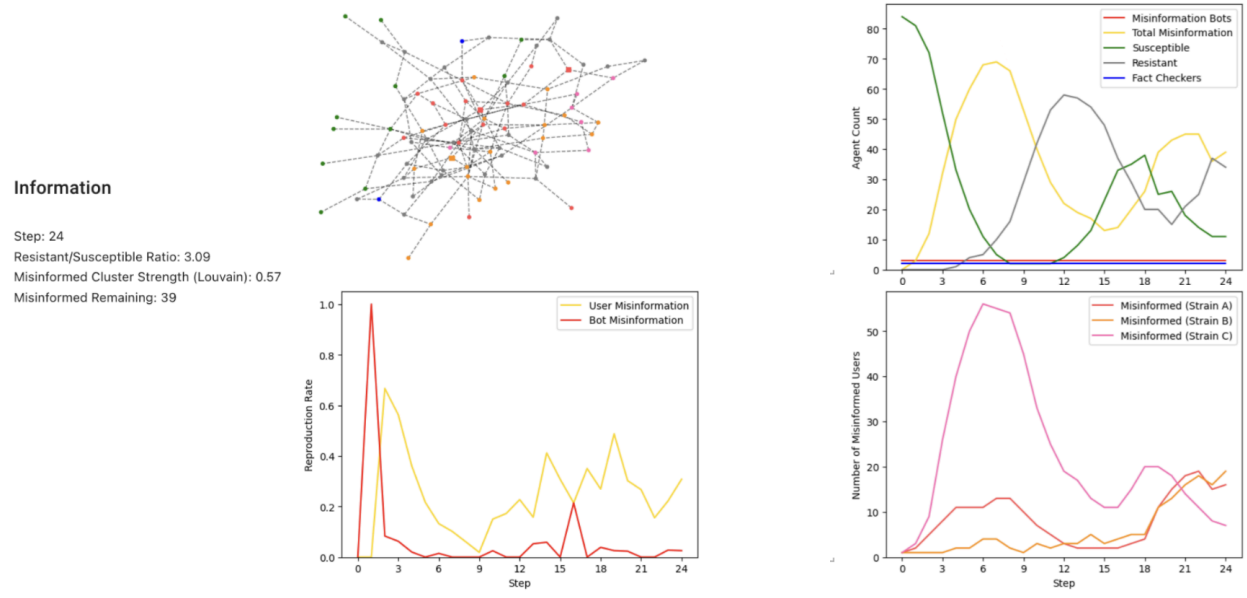 Information
Step: 24
Resistant/Susceptible Ratio: 3.09
Misinformed Cluster Strength (Louvain): 0.57
Misinformed Remaining: 39
Agent Count
80
70
60
50
40
30
20
10
0
0 3 6 9 12 15 18 21 24
Misinformation Bots
Total Misinformation
Susceptible
Resistant
Fact Checkers
Reproduction Rate
1.0
0.8
0.6
0.4
0.2
0.0
0 3 6 9 12 15 18 21 24
Step
User Misinformation
Bot Misinformation
Number of Misinformed Users
50
40
30
20
10
0
0 3 6 9 12 15 18 21 24
Step
Misinformed (Strain A)
Misinformed (Strain B)
Misinformed (Strain C)